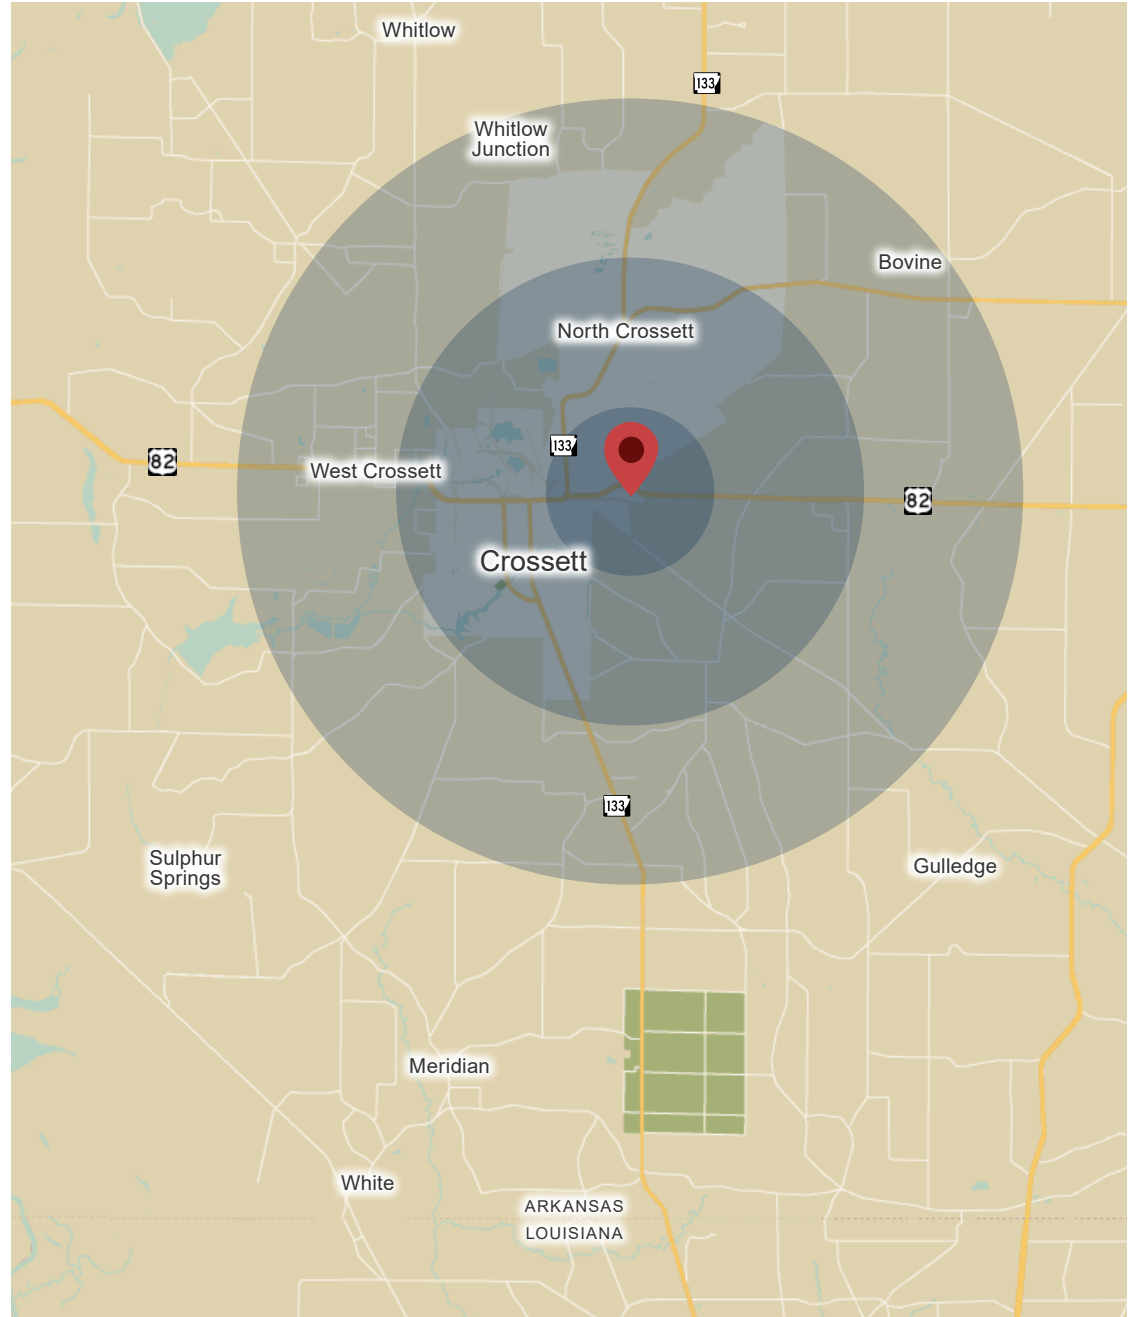 Whitlow
133
Whitlow
Junction
Bovine
North Crossett
133
82
West Crossett
82
Crossett
133
Sulphur
Springs
Gulledge
Meridian
White
ARKANSAS
LOUISIANA